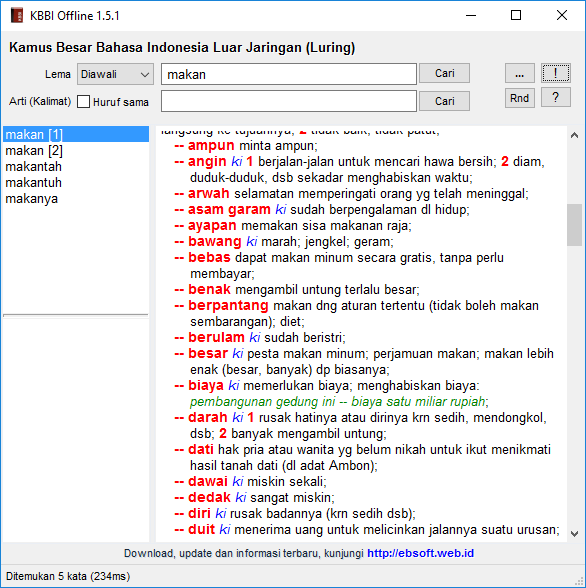 KBBI Offline 1.5.1
Kamus Besar Bahasa Indonesia Luar Jaringan (Luring)
Lema Diawali makan Cari ... !
Arti (Kalimat) Huruf sama Cari Rnd ?
makan [1]
makan [2]
makantah
makantuh
makanya
langsung ke tujuannya; 2 tidak baik; tidak patut;
-- ampun minta ampun;
-- angin ki 1 berjalan-jalan untuk mencari hawa bersih; 2 diam,
duduk-duduk, dsb sekadar menghabiskan waktu;
-- arwah selamatan memperingati orang yg telah meninggal;
-- asam garam ki sudah berpengalaman dl hidup;
-- ayapan memakan sisa makanan raja;
-- bawang ki marah; jengkel; geram;
-- bebas dapat makan minum secara gratis, tanpa perlu
membayar;
-- benak mengambil untung terlalu besar;
-- berpantang makan dng aturan tertentu (tidak boleh makan
sembarangan); diet;
-- berulam ki sudah beristri;
-- besar ki pesta makan minum; perjamuan makan; makan lebih
enak (besar, banyak) dp biasanya;
-- biaya ki memerlukan biaya; menghabiskan biaya:
pembangunan gedung ini -- biaya satu miliar rupiah;
-- darah ki 1 rusak hatinya atau dirinya krn sedih, mendongkol,
dsb; 2 banyak mengambil untung;
-- dati hak pria atau wanita yg belum nikah untuk ikut menikmati
hasil tanah dati (dl adat Ambon);
-- dawai ki miskin sekali;
-- dedak ki sangat miskin;
-- diri ki rusak badannya (krn sedih dsb);
-- duit ki menerima uang untuk melicinkan jalannya suatu urusan;
Download, update dan informasi terbaru, kunjungi http://ebsoft.web.id
Ditemukan 5 kata (234ms)